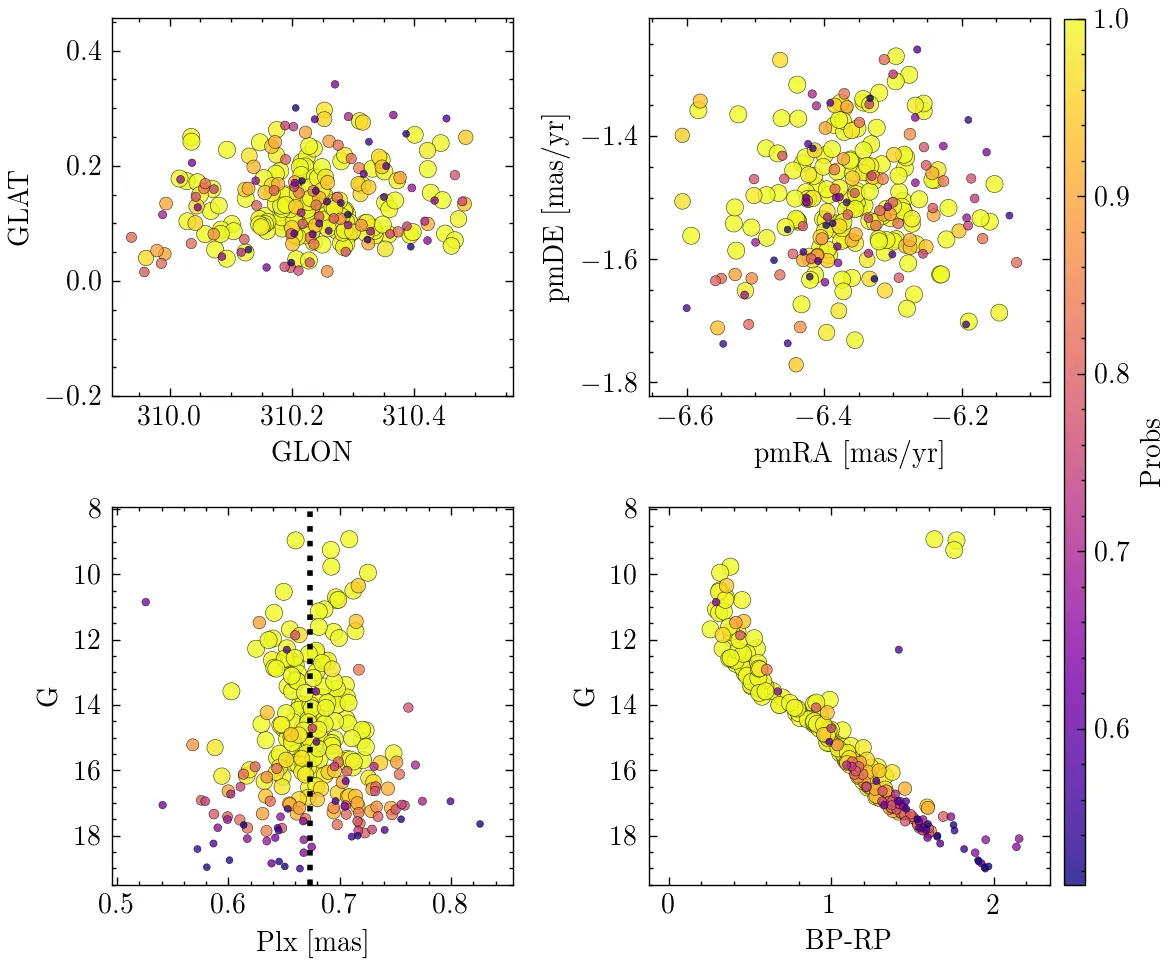 0.4
0.2
0.0
−0.2
GLAT
310.0 310.2 310.4
GLON
−1.4
−1.6
−1.8
pmDE [mas/yr]
−6.6 −6.4 −6.2
pmRA [mas/yr]
1.0
0.9
0.8
0.7
0.6
Probs
8
10
12
14
16
18
G
0.5 0.6 0.7 0.8
Plx [mas]
8
10
12
14
16
18
G
0 1 2
BP-RP